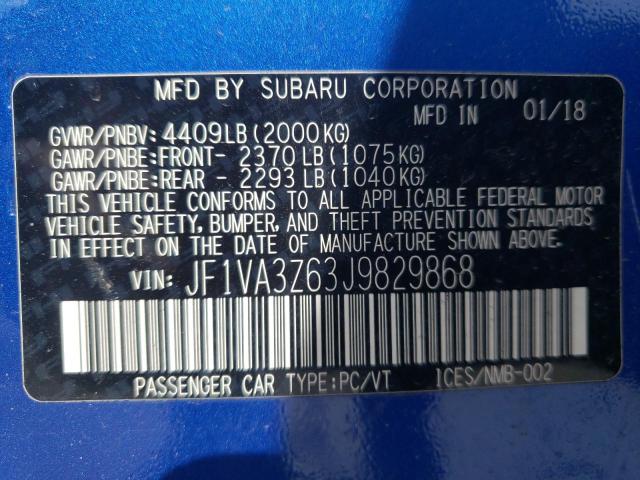 MFD BY SUBARU CORPORATION
MFD IN 01/18
GVWR/PNBV: 4409LB (2000KG)
GAWR/PNBE:FRONT- 2370 LB (1075KG)
GAWR/PNBE:REAR - 2293 LB (1040KG)
THIS VEHICLE CONFORMS TO ALL APPLICABLE FEDERAL MOTOR
VEHICLE SAFETY, BUMPER, AND THEFT PREVENTION STANDARDS
IN EFFECT ON THE DATE OF MANUFACTURE SHOWN ABOVE.
VIN: JF1VA3Z63J9829868
PASSENGER CAR TYPE:PC/VT ICES/NMB-002